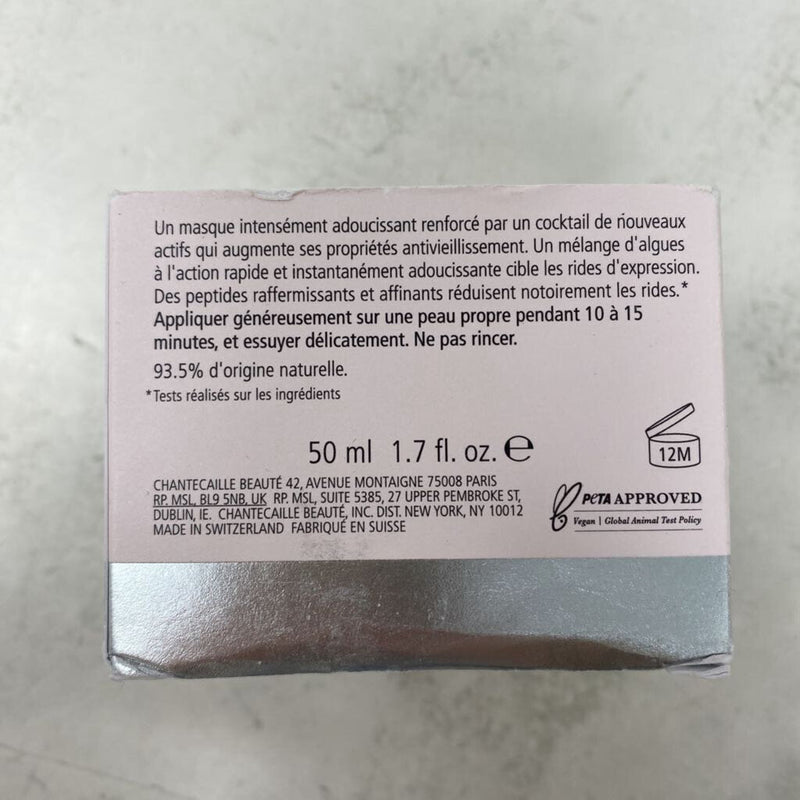 Un masque intensément adoucissant renforcé par un cocktail de nouveaux
actifs qui augmente ses propriétés antivieillissement. Un mélange d'algues
à l'action rapide et instantanément adoucissante cible les rides d'expression.
Des peptides raffermissants et affinants réduisent notoirement les rides.*
Appliquer généreusement sur une peau propre pendant 10 à 15
minutes, et essuyer délicatement. Ne pas rincer.
93.5% d'origine naturelle.
*Tests réalisés sur les ingrédients
50 ml 1.7 fl. oz. ℮
12M
CHANTECAILLE BEAUTÉ 42, AVENUE MONTAIGNE 75008 PARIS
RP. MSL, BL9 5NB, UK RP. MSL, SUITE 5385, 27 UPPER PEMBROKE ST,
DUBLIN, IE. CHANTECAILLE BEAUTÉ, INC. DIST. NEW YORK, NY 10012
MADE IN SWITZERLAND FABRIQUÉ EN SUISSE
PETA APPROVED
Vegan | Global Animal Test Policy